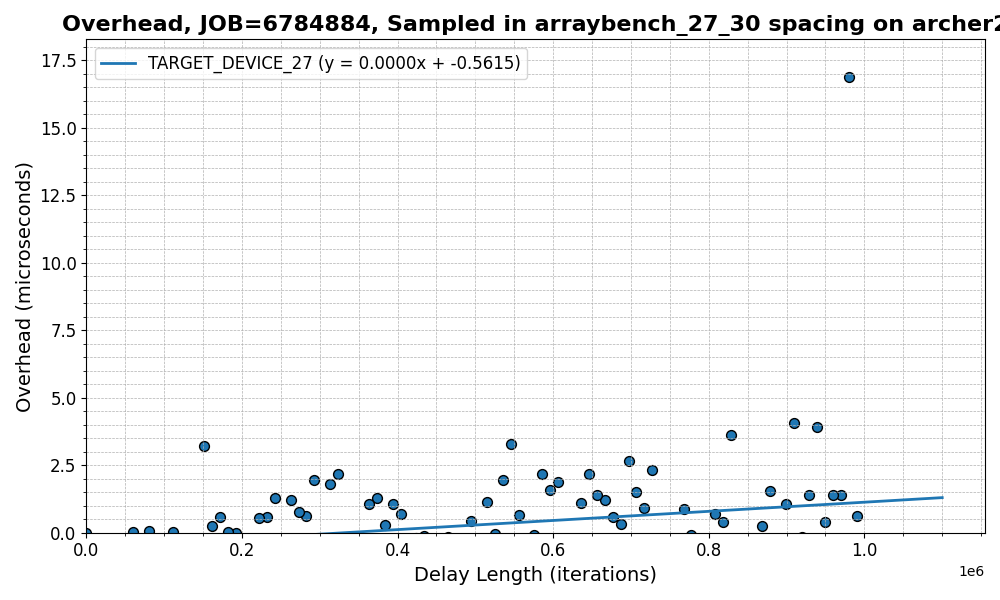 Overhead, JOB=6784884, Sampled in arraybench_27_30 spacing on archer2
TARGET_DEVICE_27 (y = 0.0000x + -0.5615)
Overhead (microseconds)
17.5
15.0
12.5
10.0
7.5
5.0
2.5
0.0
0.0 0.2 0.4 0.6 0.8 1.0
1e6
Delay Length (iterations)